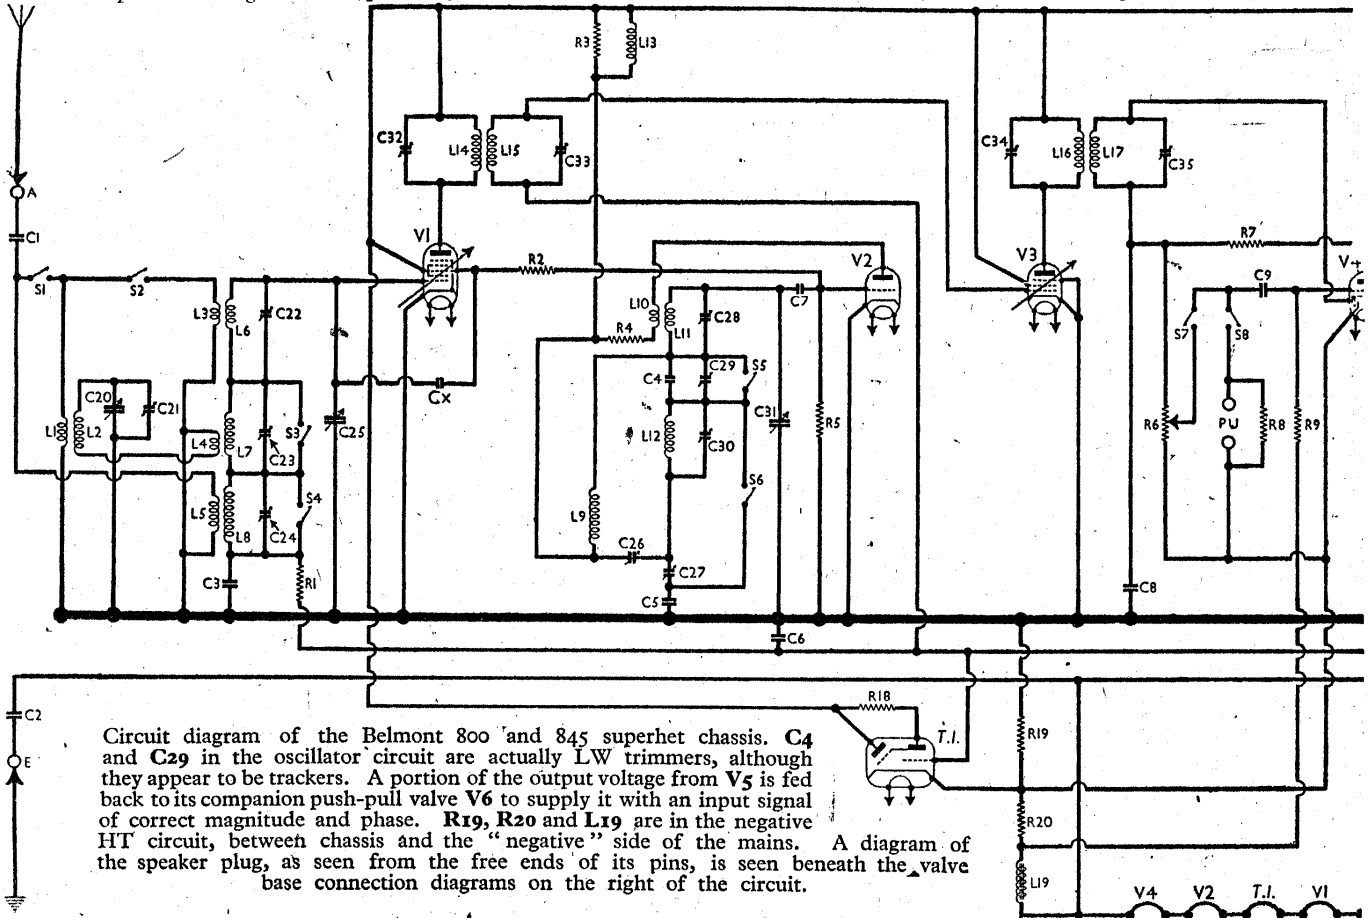 R3
L13
C32
L14
L15
C33
C34
L16
L17
C35
A
C1
V1
R2
V2
V3
R7
V4
S1
S2
L3
L6
C22
L10
L11
C7
C28
C9
R4
S7
S8
C20
C21
Cx
C4
C29
S5
L1
L2
L4
L7
S3
C23
C25
L12
C30
C31
R5
R6
PU
R8
R9
L5
L8
S4
C24
L9
S6
C26
C27
C3
R1
C5
C8
C6
R18
C2
T.I.
R19
E
Circuit diagram of the Belmont 800 and 845 superhet chassis. C4
and C29 in the oscillator circuit are actually LW trimmers, although
they appear to be trackers. A portion of the output voltage from V5 is fed
back to its companion push-pull valve V6 to supply it with an input signal
of correct magnitude and phase. R19, R20 and L19 are in the negative
HT circuit, between chassis and the "negative" side of the mains. A diagram of
the speaker plug, as seen from the free ends of its pins, is seen beneath the valve
base connection diagrams on the right of the circuit.
R20
L19
V4
V2
T.I.
V1